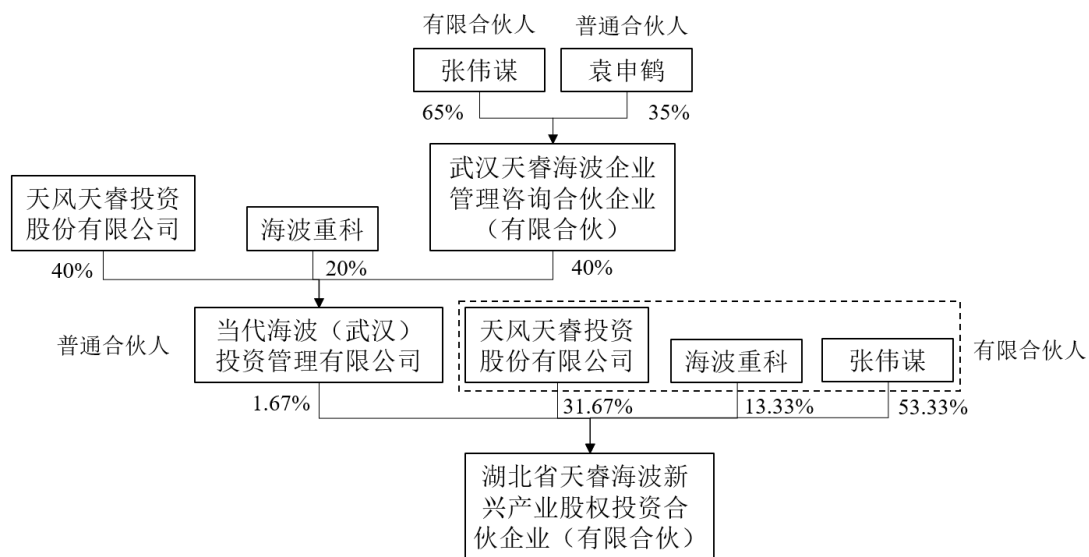 有限合伙人
普通合伙人
张伟谋
袁申鹤
65%
35%
武汉天睿海波企业
管理咨询合伙企业
（有限合伙）
天风天睿投资
股份有限公司
海波重科
40%
20%
40%
普通合伙人
当代海波（武汉）
投资管理有限公司
天风天睿投资
股份有限公司
海波重科
张伟谋
有限合伙人
1.67%
31.67%
13.33%
53.33%
湖北省天睿海波新
兴产业股权投资合
伙企业（有限合伙）